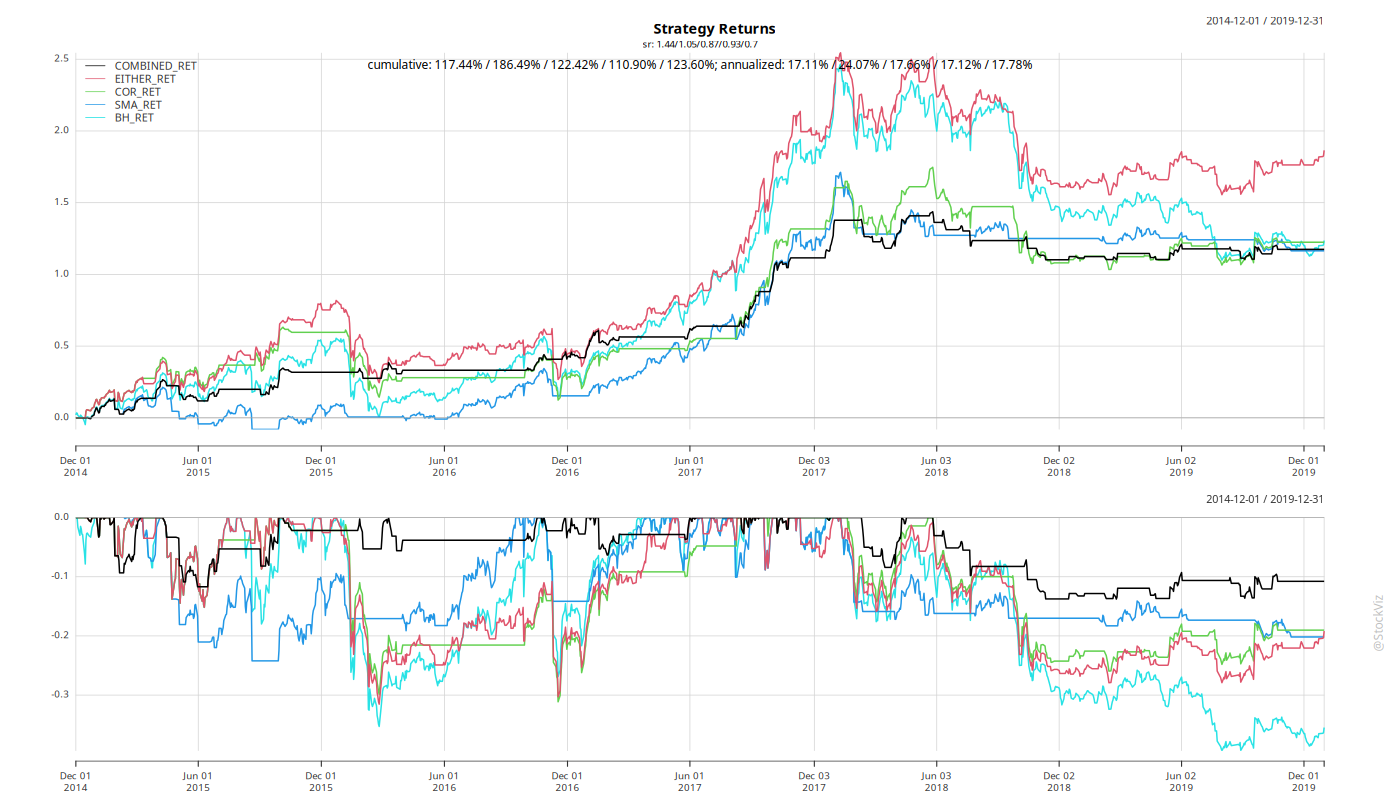 2014-12-01 / 2019-12-31
Strategy Returns
sr: 1.44/1.05/0.87/0.93/0.7
cumulative: 117.44% / 186.49% / 122.42% / 110.90% / 123.60%; annualized: 17.11% / 24.07% / 17.66% / 17.12% / 17.78%
COMBINED_RET
EITHER_RET
COR_RET
SMA_RET
BH_RET
2.5
2.0
1.5
1.0
0.5
0.0
Dec 01 Jun 01 Dec 01 Jun 01 Dec 01 Jun 01 Dec 03 Jun 03 Dec 02 Jun 02 Dec 01
2014 2015 2015 2016 2016 2017 2017 2018 2018 2019 2019
2014-12-01 / 2019-12-31
0.0
-0.1
-0.2
-0.3
Dec 01 Jun 01 Dec 01 Jun 01 Dec 01 Jun 01 Dec 03 Jun 03 Dec 02 Jun 02 Dec 01
2014 2015 2015 2016 2016 2017 2017 2018 2018 2019 2019
@StockViz